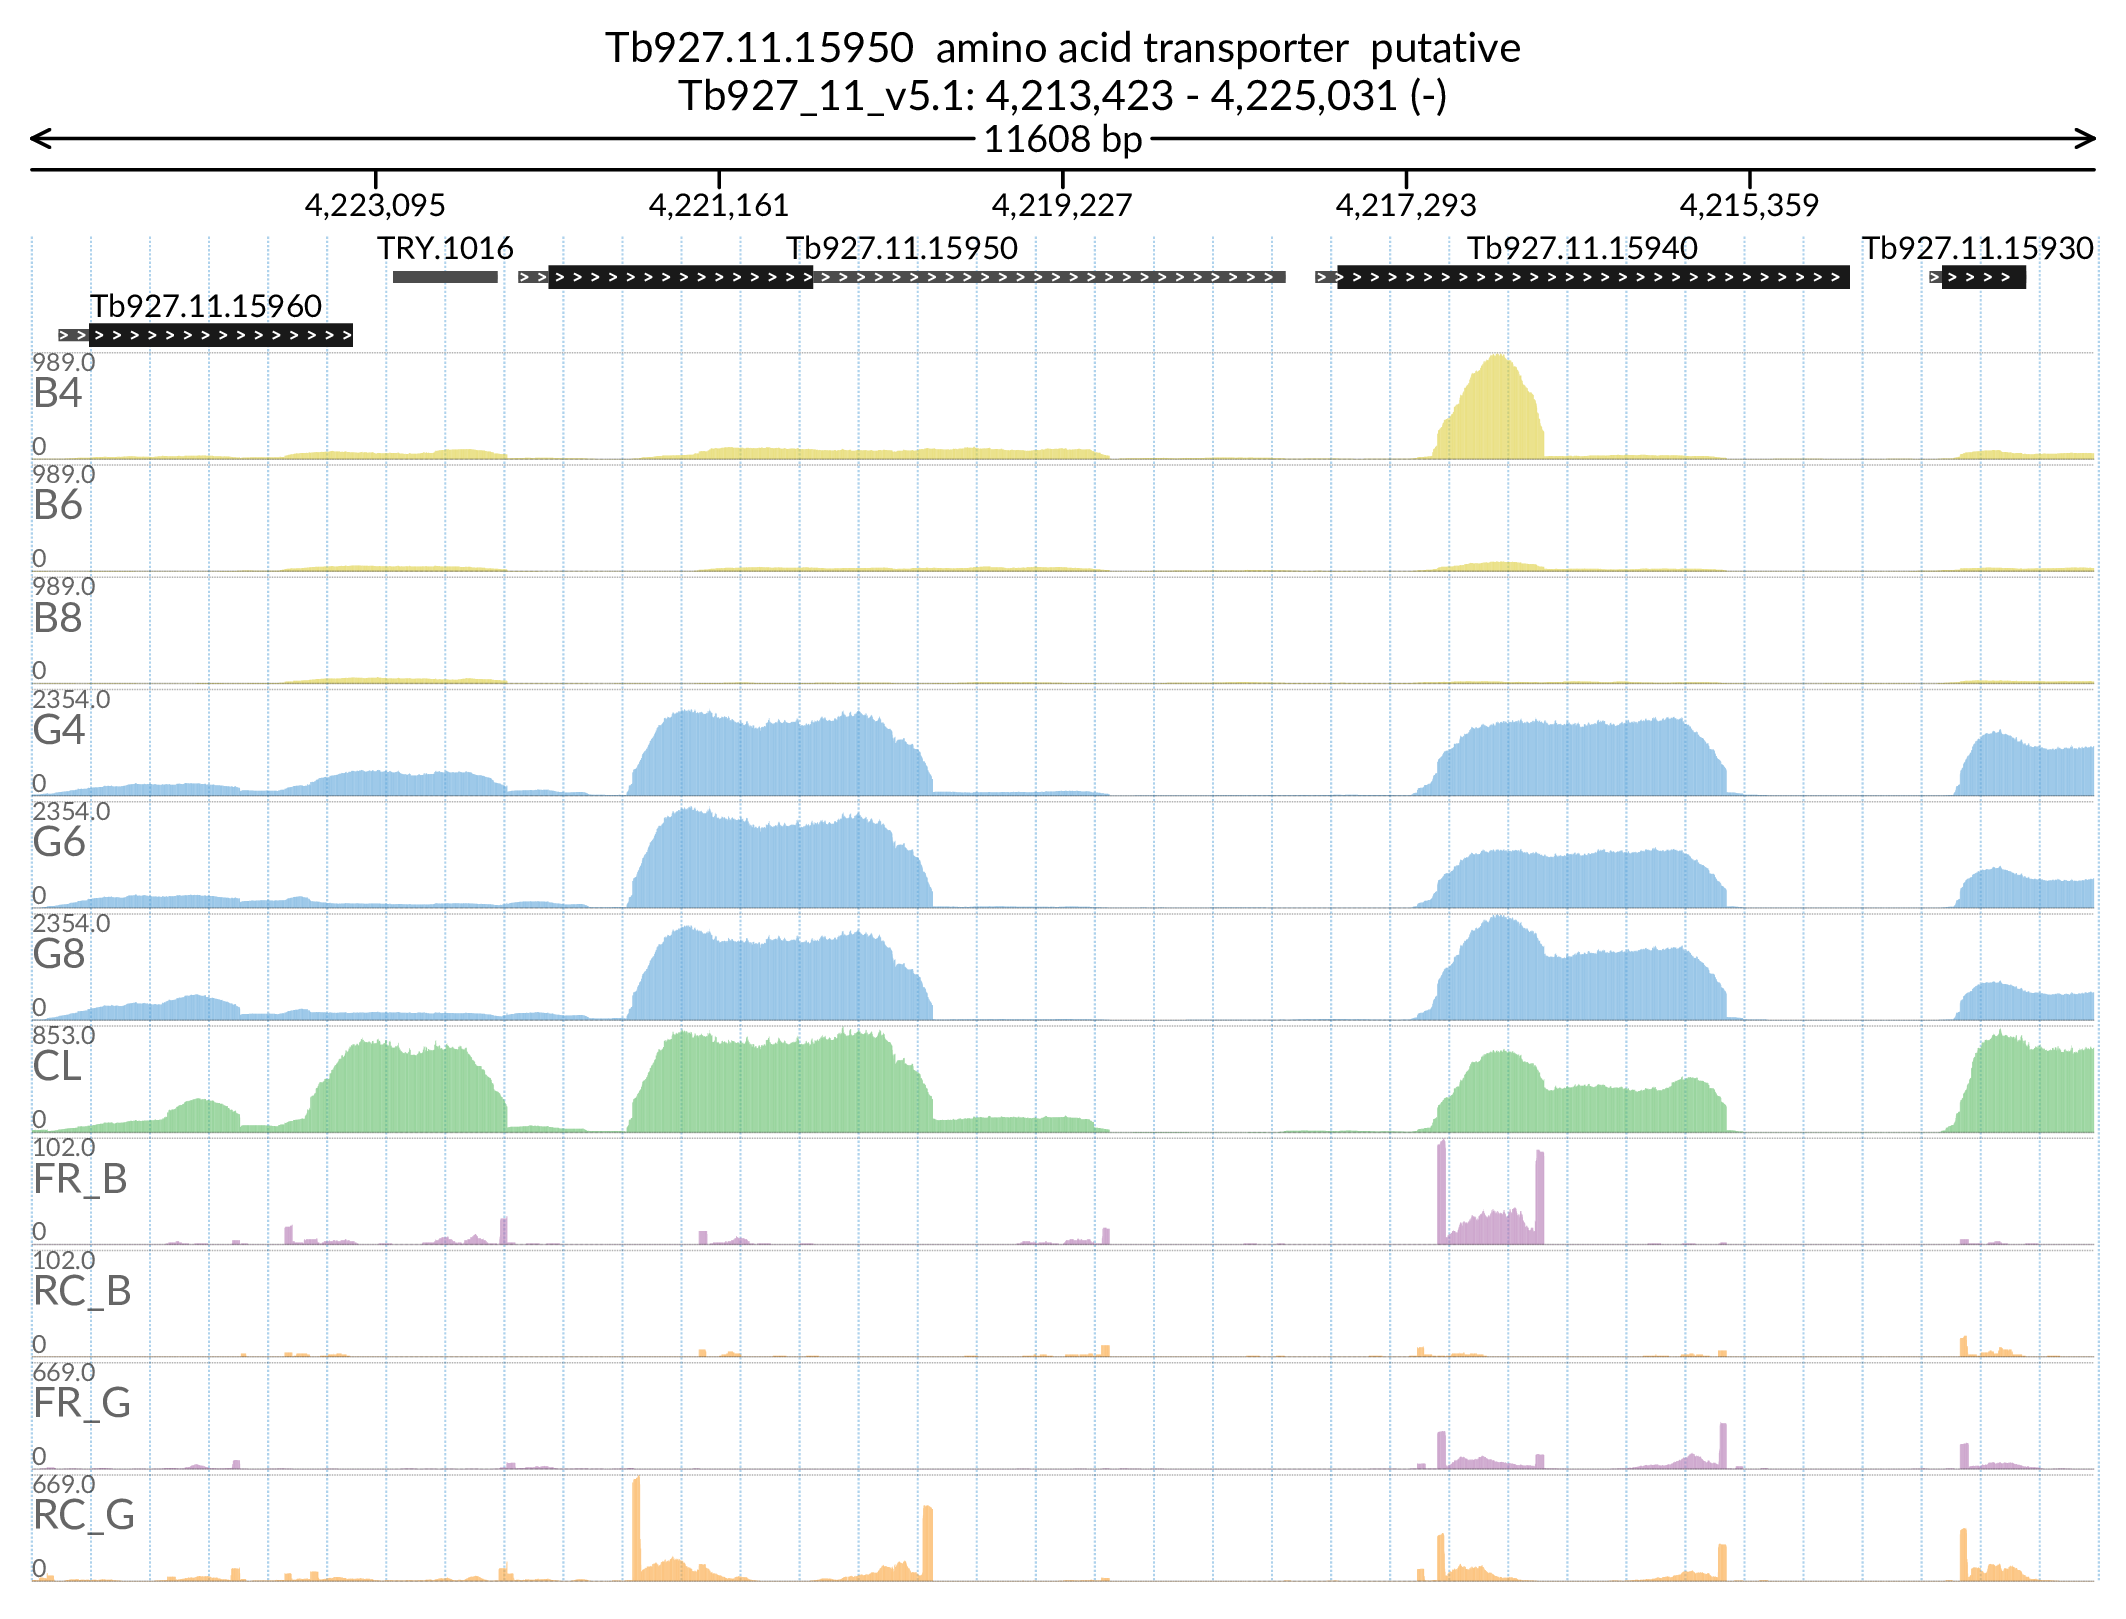 Tb927.11.15950  amino acid transporter  putative
Tb927_11_v5.1: 4,213,423 - 4,225,031 (-)
11608 bp
4,223,095 4,221,161 4,219,227 4,217,293 4,215,359
TRY.1016 Tb927.11.15950 Tb927.11.15940 Tb927.11.15930
Tb927.11.15960
989.0
B4
0
989.0
B6
0
989.0
B8
0
2354.0
G4
0
2354.0
G6
0
2354.0
G8
0
853.0
CL
0
102.0
FR_B
0
102.0
RC_B
0
669.0
FR_G
0
669.0
RC_G
0